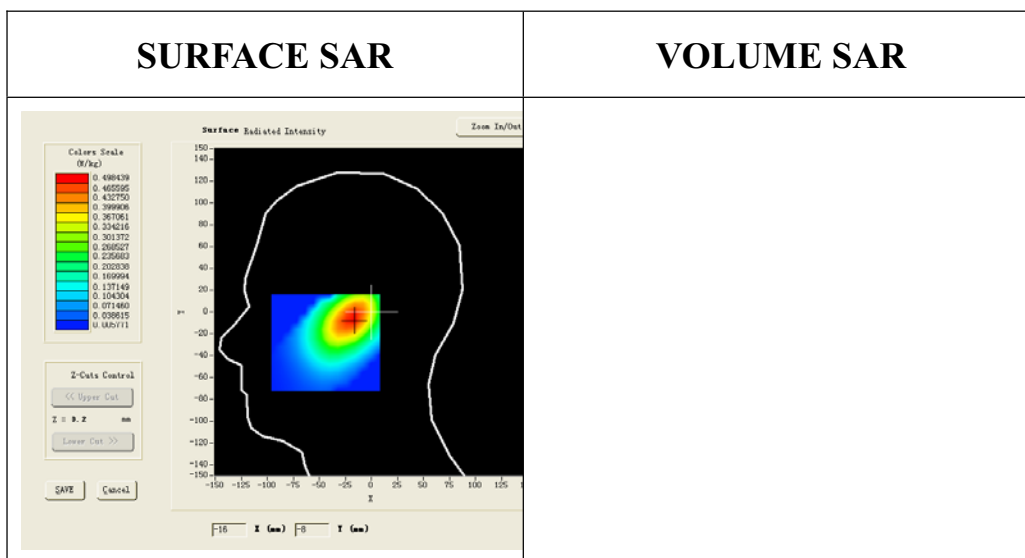 SURFACE SAR
VOLUME SAR
Surface Radiated Intensity
Zoom In/Out
Colors Scale
(W/kg)
0.498439
0.465595
0.432750
0.399906
0.367061
0.334216
0.301372
0.268527
0.235683
0.202838
0.169994
0.137149
0.104304
0.071460
0.038615
0.005771
150
140
120
100
80
60
40
20
0
-20
-40
-60
-80
-100
-120
-140
-150
Y
-150 -125 -100 -75 -50 -25 0 25 50 75 100 125
X
Z-Cuts Control
<< Upper Cut
Z = 9.2 mm
Lower Cut >>
SAVE Cancel
-16 X (mm) -8 Y (mm)